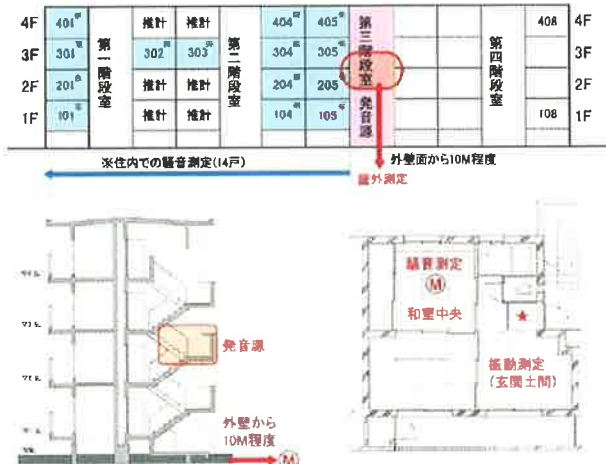 4F 401 推計 推計 404 405 408 4F
3F 301 302 303 304 305 3F
2F 201 推計 推計 204 205 2F
1F 101 推計 推計 104 105 108 1F
第一階段室
第二階段室
第三階段室 発音源
第四階段室
※住内での騒音測定(14戸)
外壁面から10M程度
屋外測定
発音源
外壁から
10M程度
M
騒音測定
M
和室中央
★
振動測定
(玄関土間)